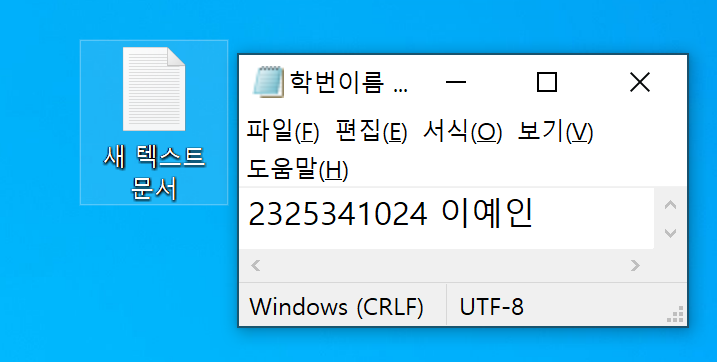 새 텍스트
문서
학번이름 ...
파일(F) 편집(E) 서식(O) 보기(V)
도움말(H)
2325341024 이예인
Windows (CRLF) UTF-8